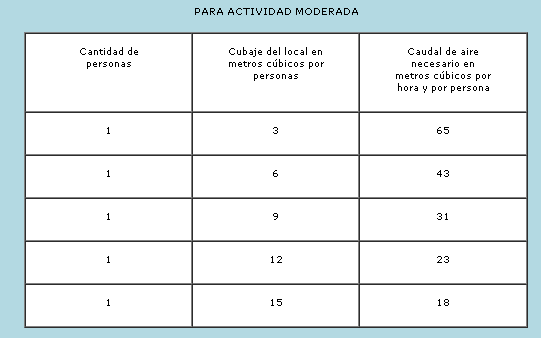 PARA ACTIVIDAD MODERADA
Cantidad de
personas
Cubaje del local en
metros cúbicos por
personas
Caudal de aire
necesario en
metros cúbicos por
hora y por persona
1 3 65
1 6 43
1 9 31
1 12 23
1 15 18